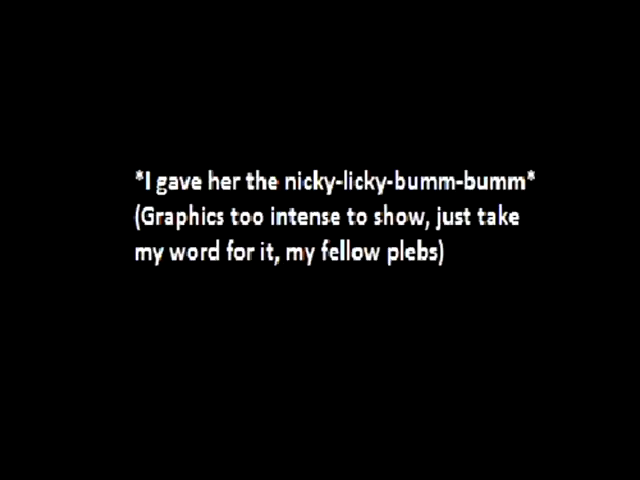 *I gave her the nicky-licky-bumm-bumm*
(Graphics too intense to show, just take
my word for it, my fellow plebs)